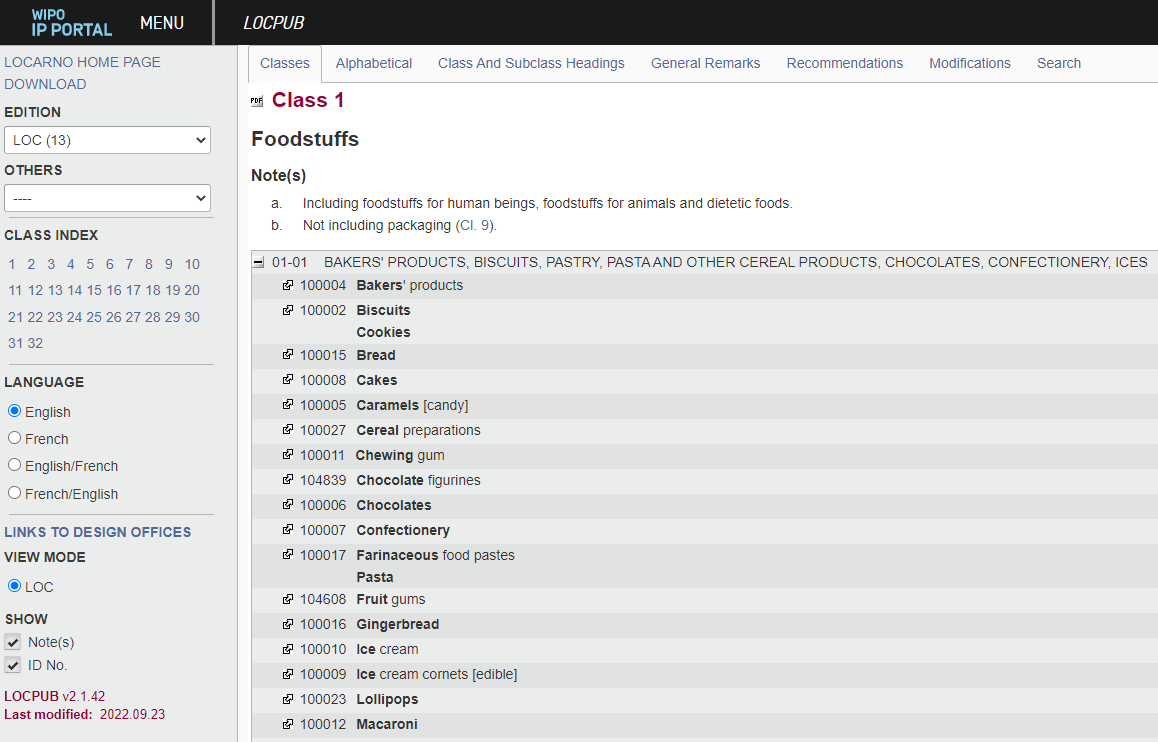 WIPO
IP PORTAL
MENU
LOCPUB
LOCARNO HOME PAGE
DOWNLOAD
EDITION
LOC (13)
OTHERS
----
CLASS INDEX
1 2 3 4 5 6 7 8 9 10
11 12 13 14 15 16 17 18 19 20
21 22 23 24 25 26 27 28 29 30
31 32
LANGUAGE
English
French
English/French
French/English
LINKS TO DESIGN OFFICES
VIEW MODE
LOC
SHOW
Note(s)
ID No.
LOCPUB v2.1.42
Last modified: 2022.09.23
Classes Alphabetical Class And Subclass Headings General Remarks Recommendations Modifications Search
PDF Class 1
Foodstuffs
Note(s)
a. Including foodstuffs for human beings, foodstuffs for animals and dietetic foods.
b. Not including packaging (Cl. 9).
01-01 BAKERS' PRODUCTS, BISCUITS, PASTRY, PASTA AND OTHER CEREAL PRODUCTS, CHOCOLATES, CONFECTIONERY, ICES
100004 Bakers' products
100002 Biscuits
Cookies
100015 Bread
100008 Cakes
100005 Caramels [candy]
100027 Cereal preparations
100011 Chewing gum
104839 Chocolate figurines
100006 Chocolates
100007 Confectionery
100017 Farinaceous food pastes
Pasta
104608 Fruit gums
100016 Gingerbread
100010 Ice cream
100009 Ice cream cornets [edible]
100023 Lollipops
100012 Macaroni